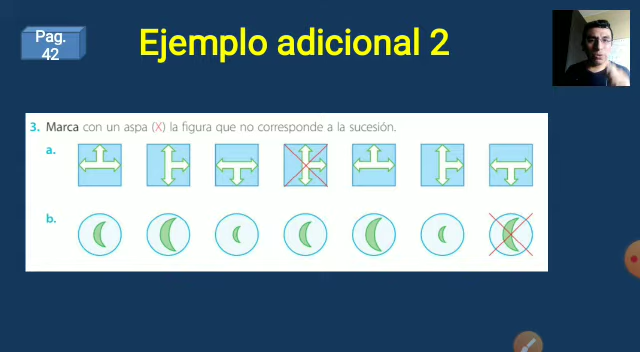 Pag.
42
Ejemplo adicional 2
3. Marca con un aspa (X) la figura que no corresponde a la sucesión.
a.
b.